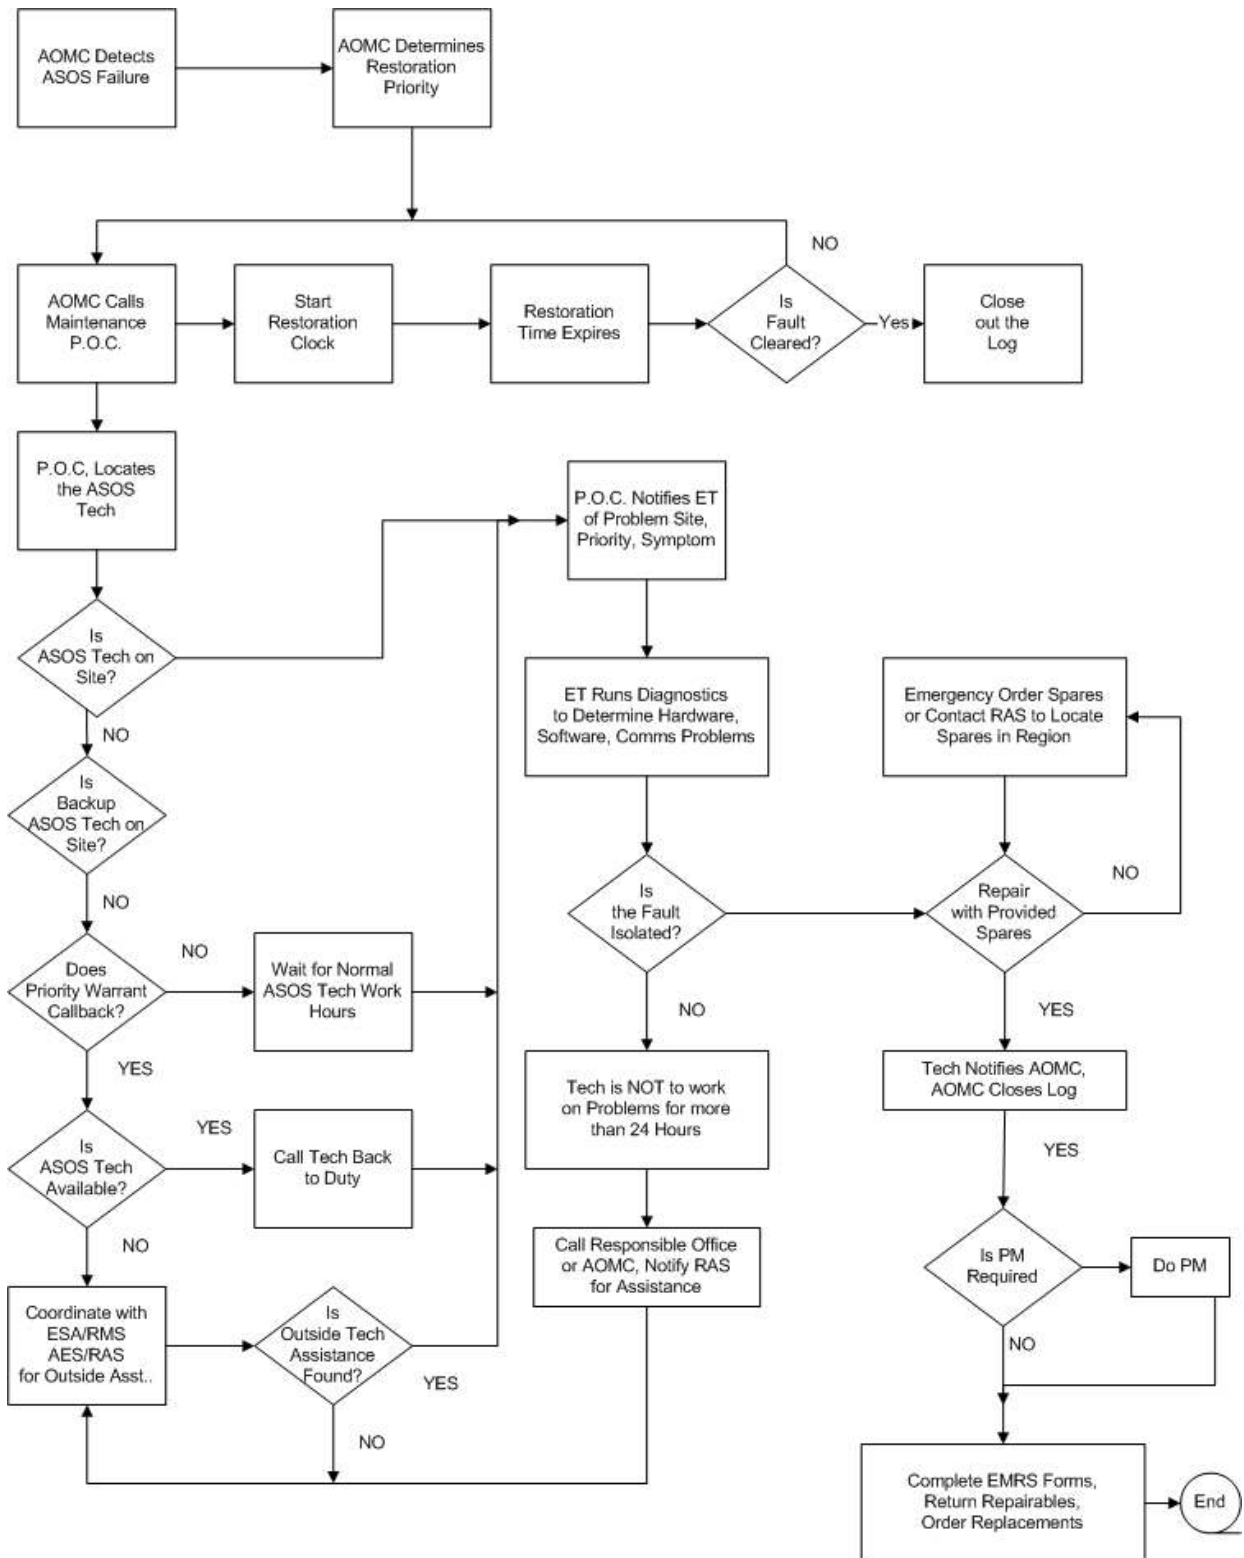 AOMC Detects
ASOS Failure
AOMC Determines
Restoration
Priority
NO
AOMC Calls
Maintenance
P.O.C.
Start
Restoration
Clock
Restoration
Time Expires
Is
Fault
Cleared?
Yes
Close
out the
Log
P.O.C, Locates
the ASOS
Tech
P.O.C. Notifies ET
of Problem Site,
Priority, Symptom
Is
ASOS Tech on
Site?
NO
ET Runs Diagnostics
to Determine Hardware,
Software, Comms Problems
Emergency Order Spares
or Contact RAS to Locate
Spares in Region
Is
Backup
ASOS Tech on
Site?
NO
Is
the Fault
Isolated?
Repair
with Provided
Spares
NO
Does
Priority Warrant
Callback?
NO
Wait for Normal
ASOS Tech Work
Hours
NO
YES
YES
Tech is NOT to work
on Problems for more
than 24 Hours
Tech Notifies AOMC,
AOMC Closes Log
YES
Is
ASOS Tech
Available?
YES
Call Tech Back
to Duty
NO
Call Responsible Office
or AOMC, Notify RAS
for Assistance
Is PM
Required
Do PM
NO
Coordinate with
ESA/RMS
AES/RAS
for Outside Asst..
Is
Outside Tech
Assistance
Found?
YES
NO
Complete EMRS Forms,
Return Repairables,
Order Replacements
End